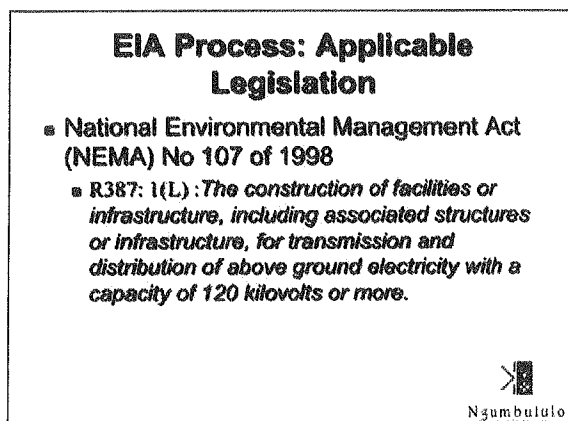 EIA Process: Applicable
Legislation
National Environmental Management Act
(NEMA) No 107 of 1998
R387: 1(L) :The construction of facilities or
infrastructure, including associated structures
or infrastructure, for transmission and
distribution of above ground electricity with a
capacity of 120 kilovolts or more.
Ngumbululo